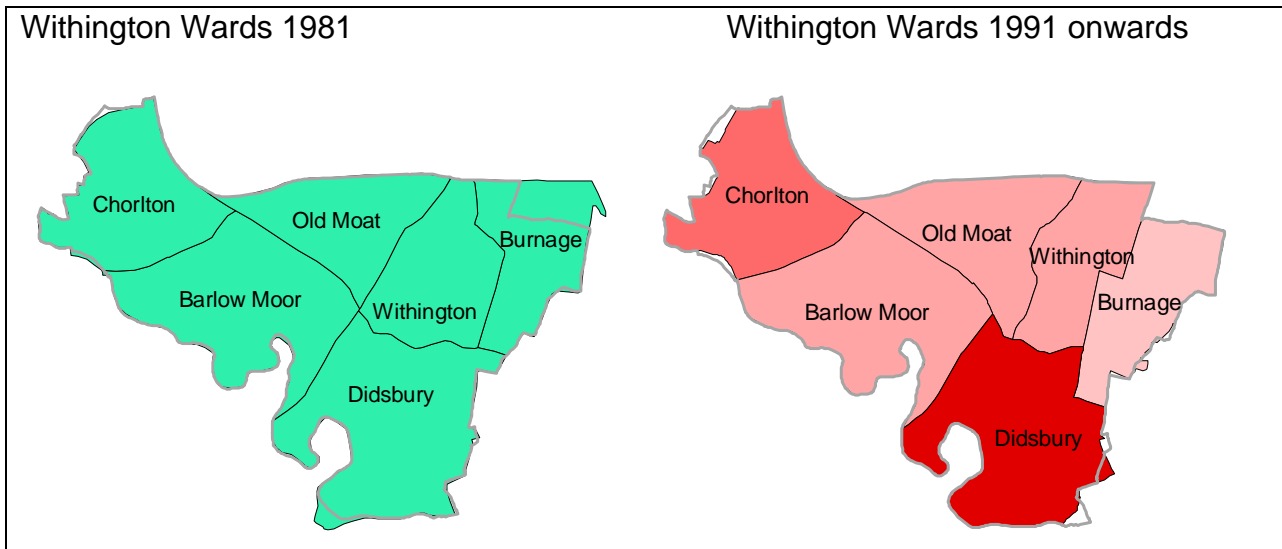 Withington Wards 1981
Chorlton
Old Moat
Burnage
Barlow Moor
Withington
Didsbury
Withington Wards 1991 onwards
Chorlton
Old Moat
Withington
Barlow Moor
Burnage
Didsbury